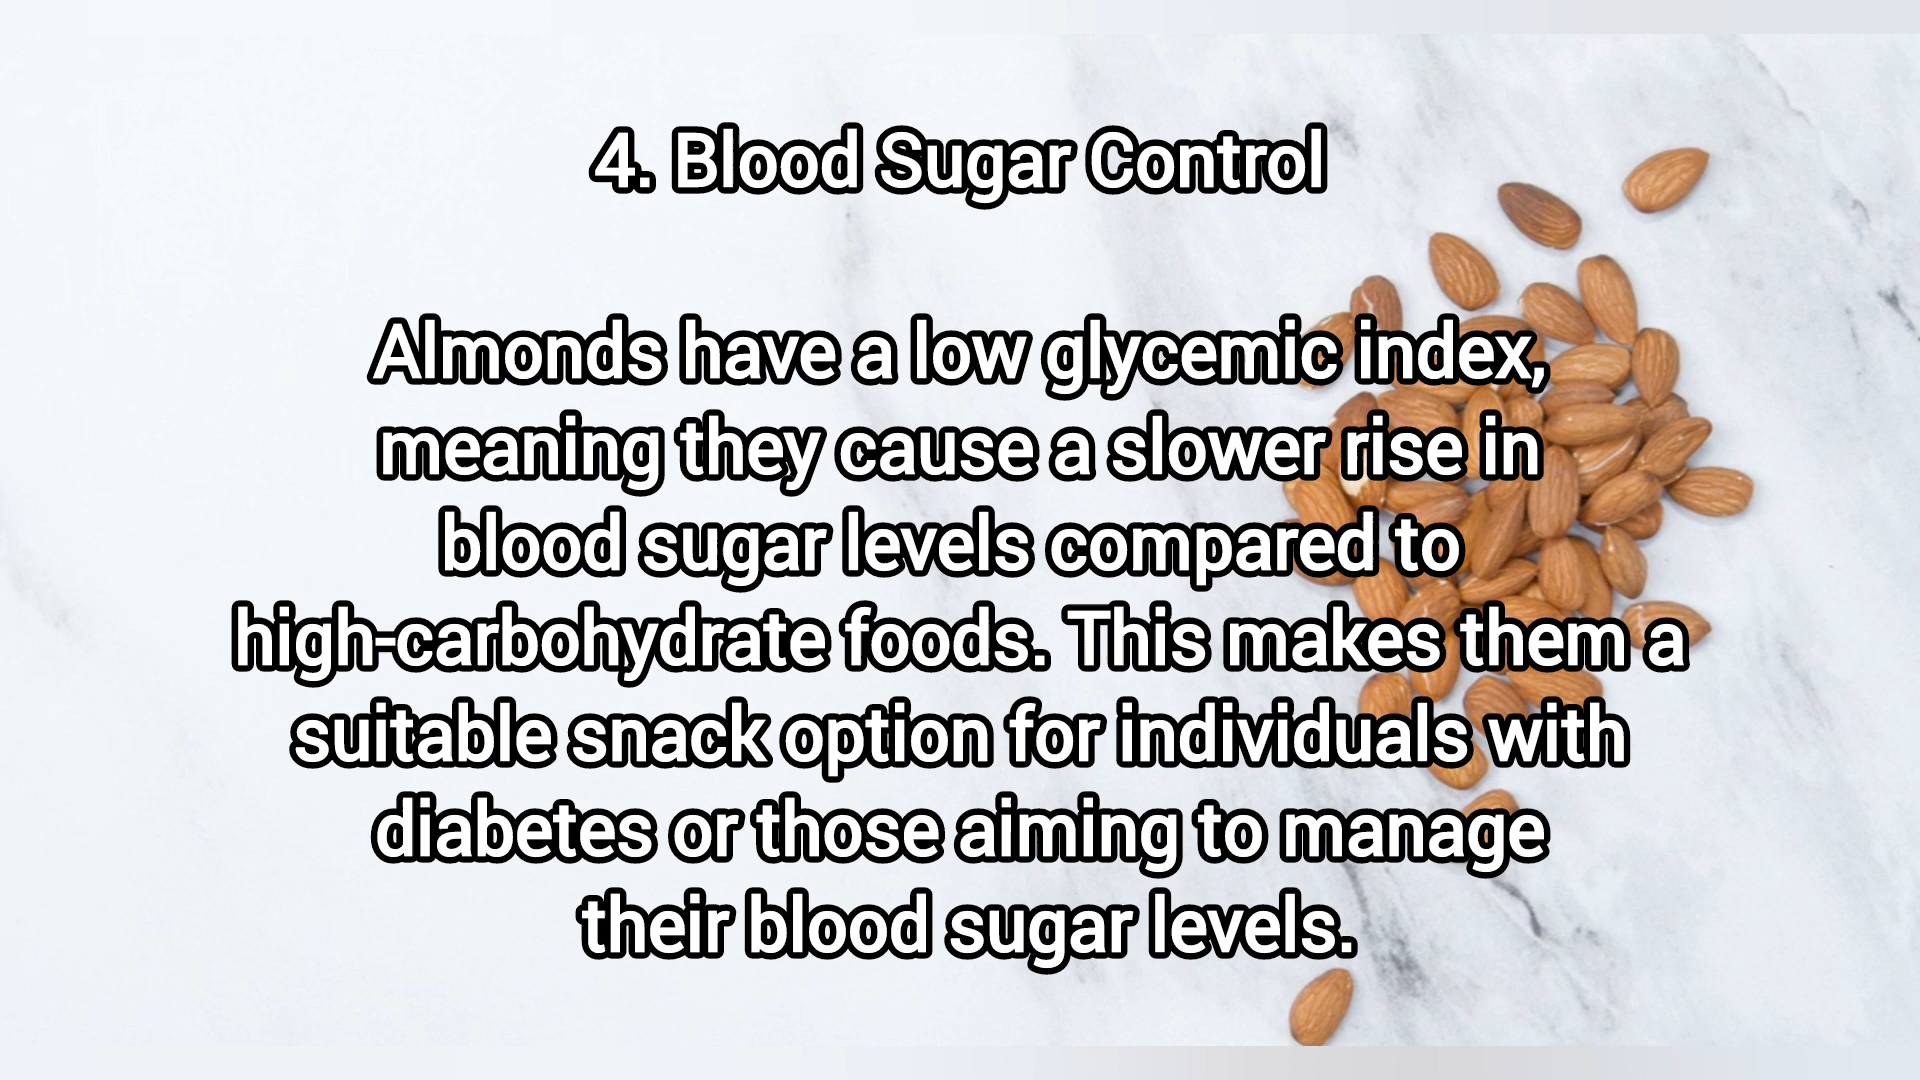 4. Blood Sugar Control
Almonds have a low glycemic index,
meaning they cause a slower rise in
blood sugar levels compared to
high-carbohydrate foods. This makes them a
suitable snack option for individuals with
diabetes or those aiming to manage
their blood sugar levels.